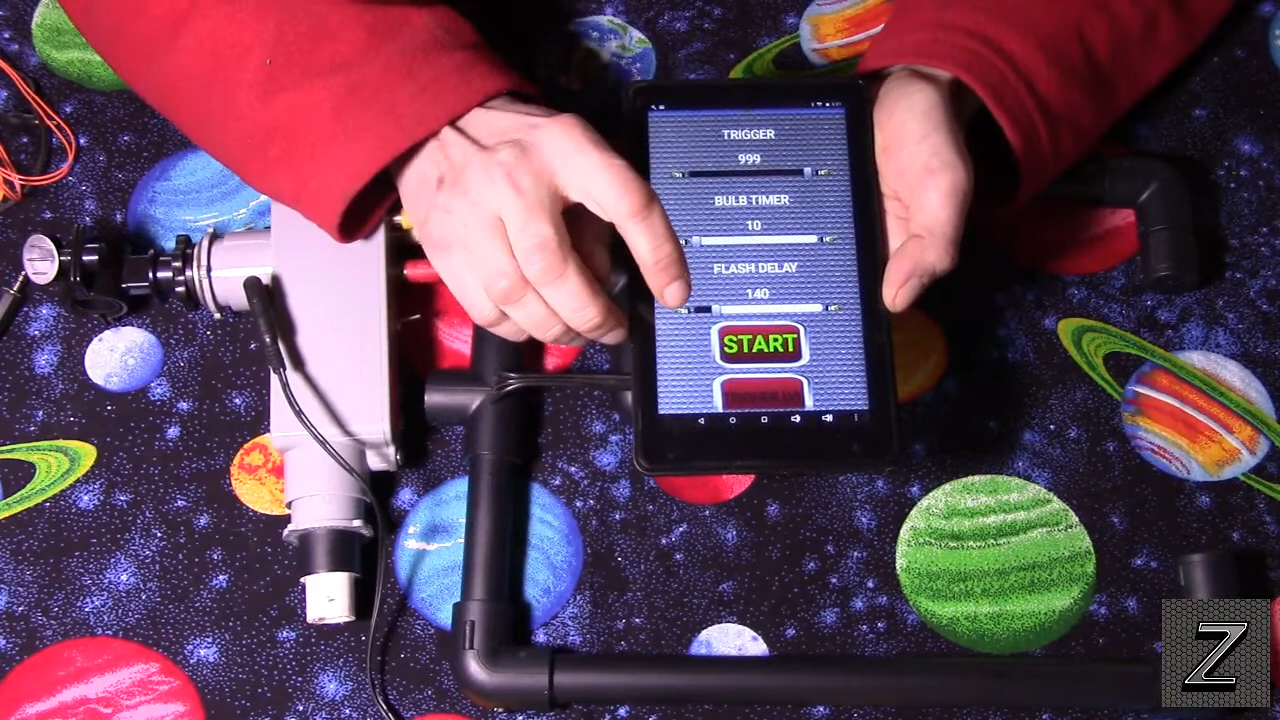 TRIGGER
999
BULB TIMER
10
FLASH DELAY
140
START
Z